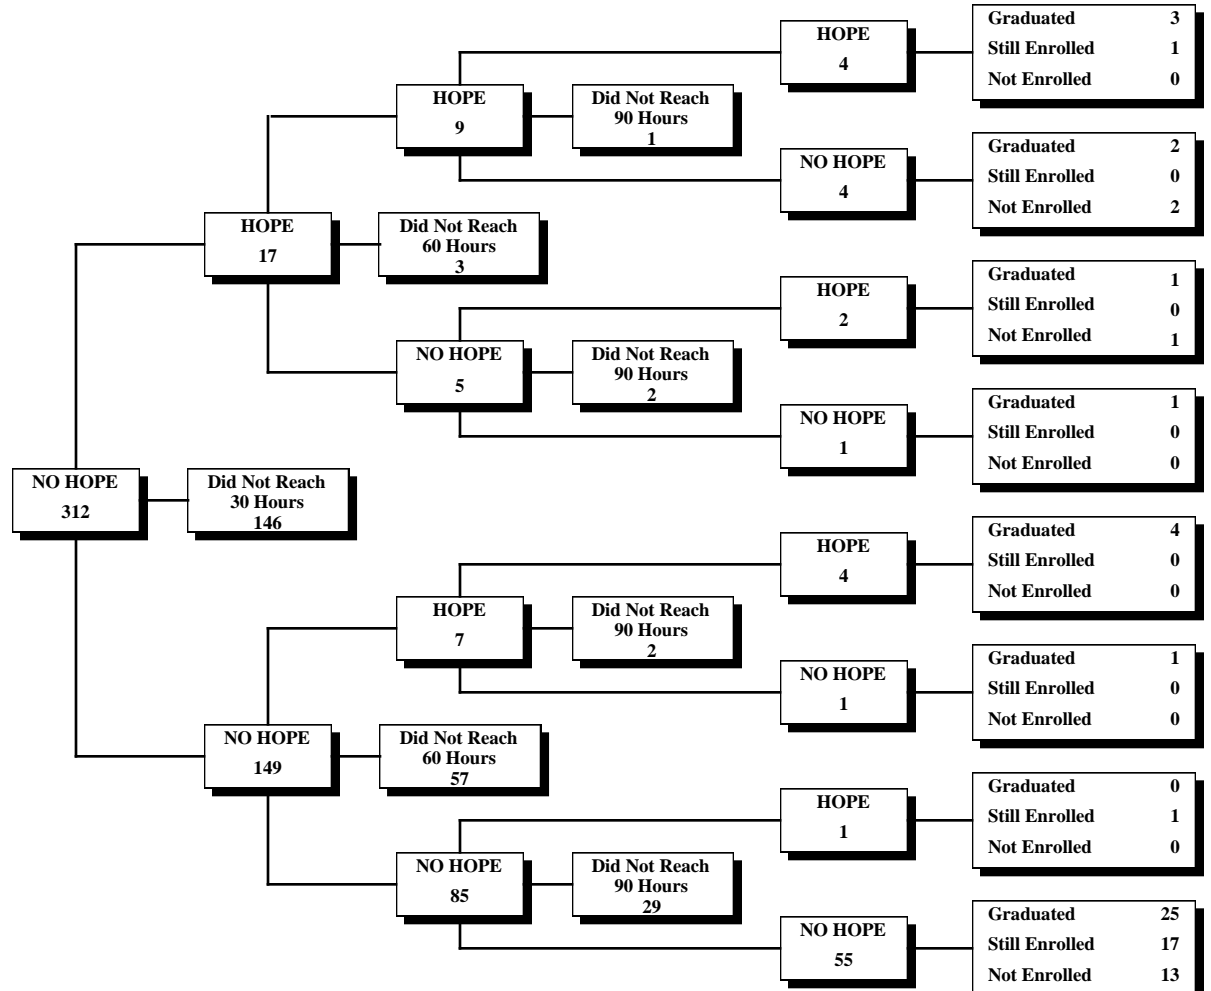 HOPE
4
Graduated 3
Still Enrolled 1
Not Enrolled 0
HOPE
9
Did Not Reach
90 Hours
1
NO HOPE
4
Graduated 2
Still Enrolled 0
Not Enrolled 2
HOPE
17
Did Not Reach
60 Hours
3
HOPE
2
Graduated 1
Still Enrolled 0
Not Enrolled 1
NO HOPE
5
Did Not Reach
90 Hours
2
NO HOPE
1
Graduated 1
Still Enrolled 0
Not Enrolled 0
NO HOPE
312
Did Not Reach
30 Hours
146
HOPE
4
Graduated 4
Still Enrolled 0
Not Enrolled 0
HOPE
7
Did Not Reach
90 Hours
2
NO HOPE
1
Graduated 1
Still Enrolled 0
Not Enrolled 0
NO HOPE
149
Did Not Reach
60 Hours
57
HOPE
1
Graduated 0
Still Enrolled 1
Not Enrolled 0
NO HOPE
85
Did Not Reach
90 Hours
29
NO HOPE
55
Graduated 25
Still Enrolled 17
Not Enrolled 13